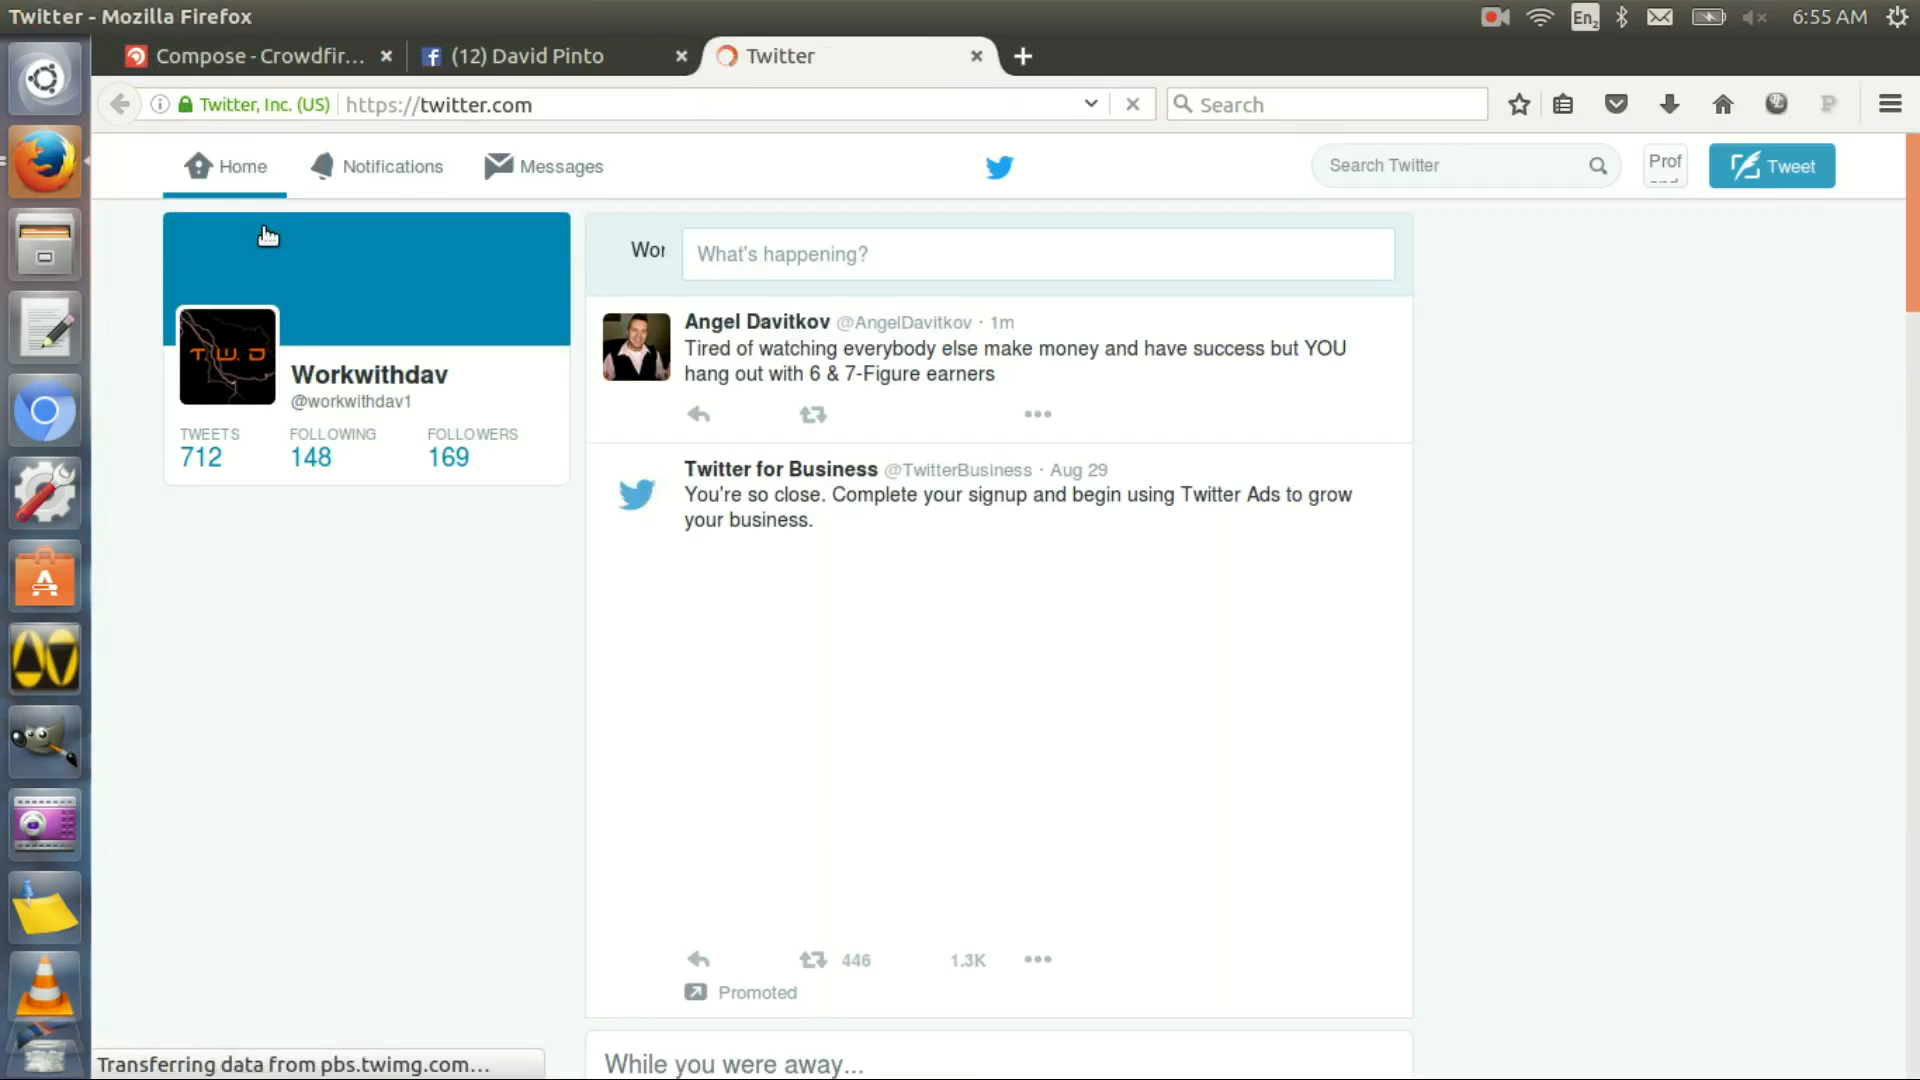 Twitter - Mozilla Firefox
En2
6:55 AM
Compose - Crowdfir...
(12) David Pinto
Twitter
Twitter, Inc. (US)
https://twitter.com
Search
Home
Notifications
Messages
Search Twitter
Prof
Tweet
Wor
What's happening?
T.W.D
Workwithdav
@workwithdav1
TWEETS
712
FOLLOWING
148
FOLLOWERS
169
Angel Davitkov @AngelDavitkov · 1m
Tired of watching everybody else make money and have success but YOU
hang out with 6 & 7-Figure earners
Twitter for Business @TwitterBusiness · Aug 29
You're so close. Complete your signup and begin using Twitter Ads to grow
your business.
446
1.3K
Promoted
While you were away...
Transferring data from pbs.twimg.com...